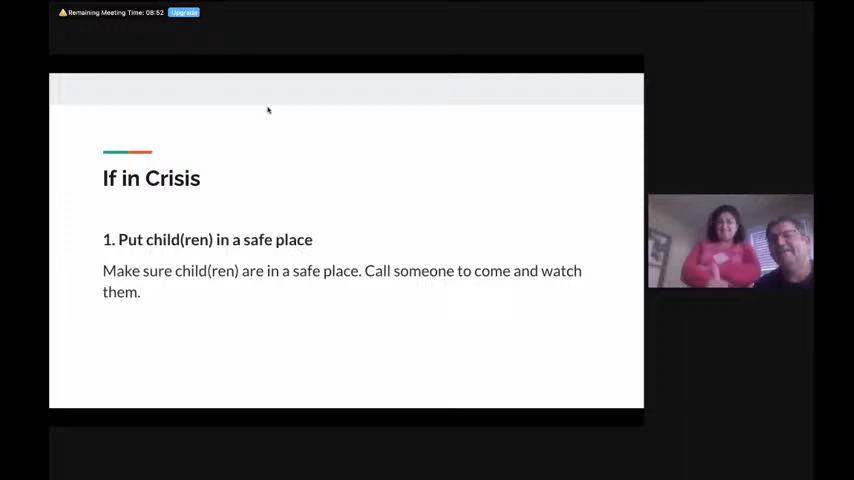 Remaining Meeting Time: 08:52 Upgrade
If in Crisis
1. Put child(ren) in a safe place
Make sure child(ren) are in a safe place. Call someone to come and watch
them.